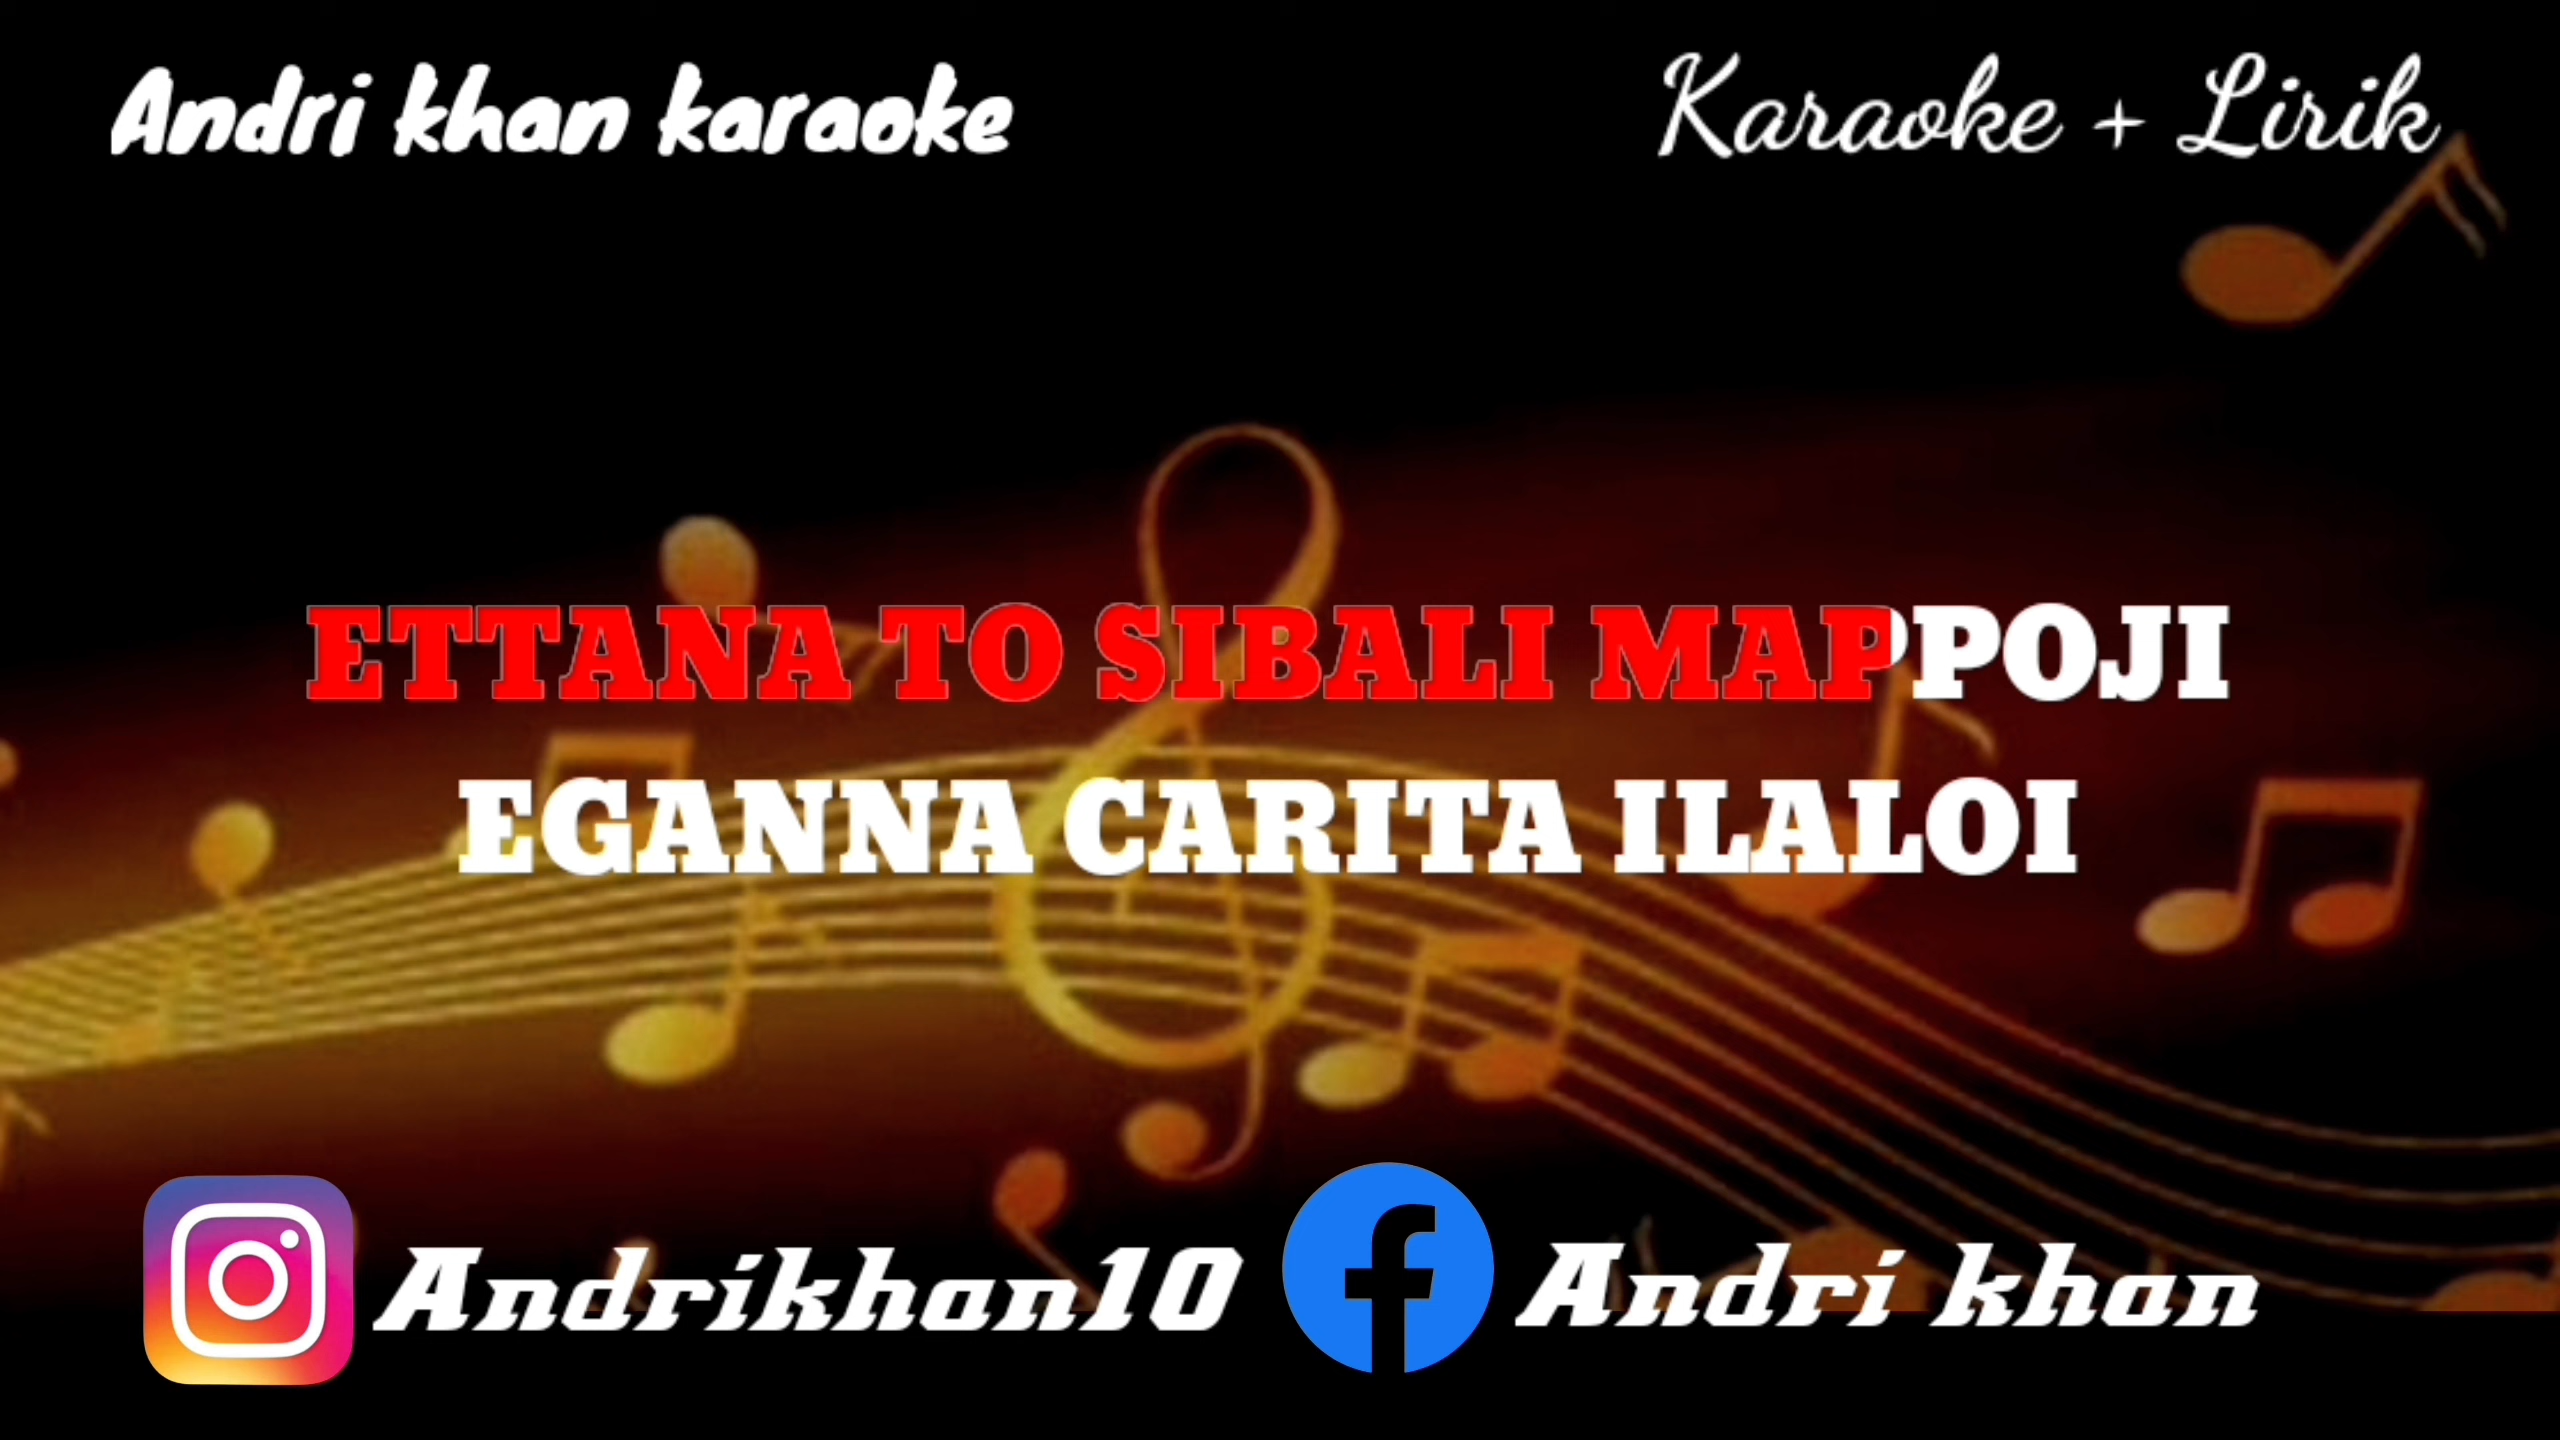 Andri khan karaoke
Karaoke + Lirik
ETTANA TO SIBALI MAPPOJI
EGANNA CARITA ILALOI
Andrikhan10
Andri khan